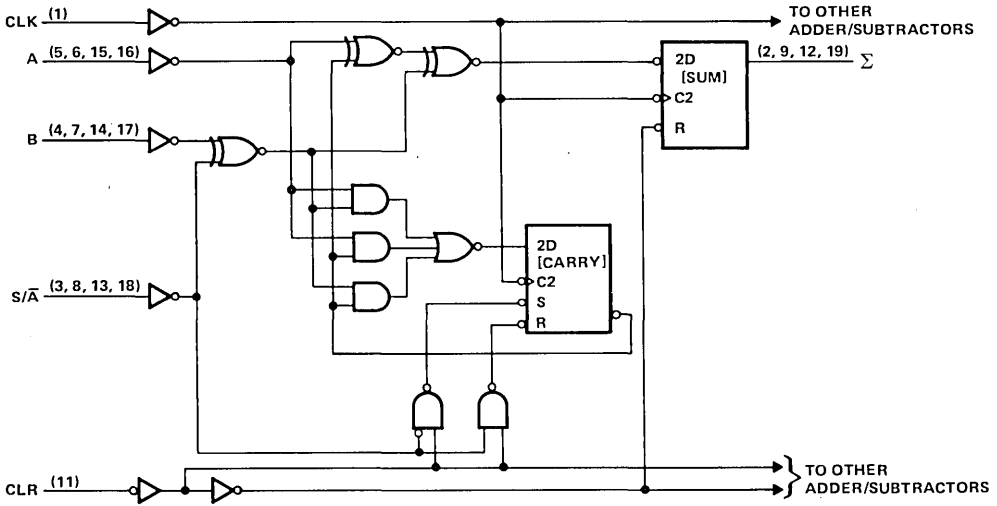 CLK (1)
TO OTHER
ADDER/SUBTRACTORS
A (5, 6, 15, 16)
2D
[SUM]
C2
R
(2, 9, 12, 19) Σ
B (4, 7, 14, 17)
2D
[CARRY]
C2
S
R
S/A̅ (3, 8, 13, 18)
CLR (11)
TO OTHER
ADDER/SUBTRACTORS